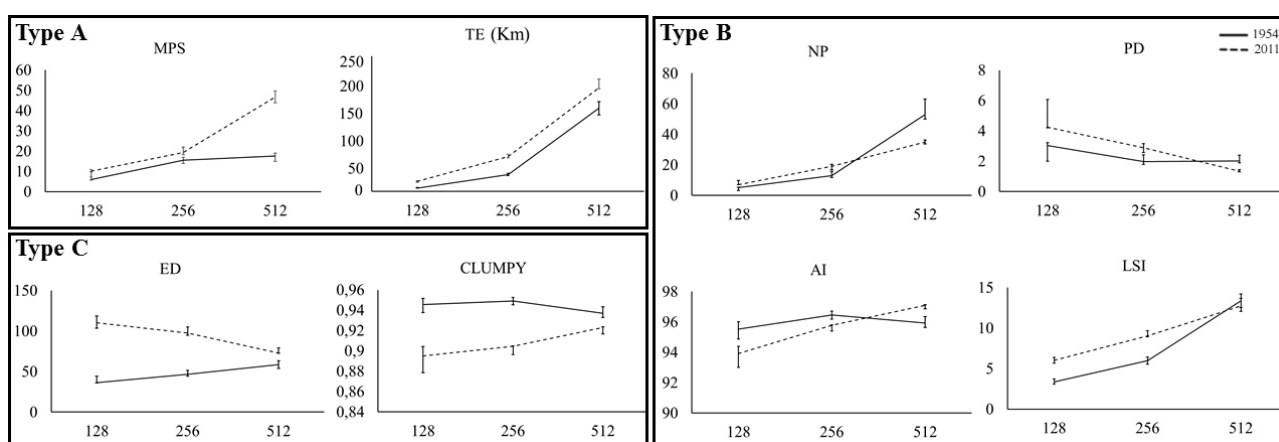 Type A
MPS
60
50
40
30
20
10
0
128 256 512
TE (Km)
250
200
150
100
50
0
128 256 512
Type B
1954
2011
NP
80
60
40
20
0
128 256 512
PD
8
6
4
2
0
128 256 512
AI
98
96
94
92
90
128 256 512
LSI
15
10
5
0
128 256 512
Type C
ED
150
100
50
0
128 256 512
CLUMPY
0,96
0,94
0,92
0,9
0,88
0,86
0,84
128 256 512